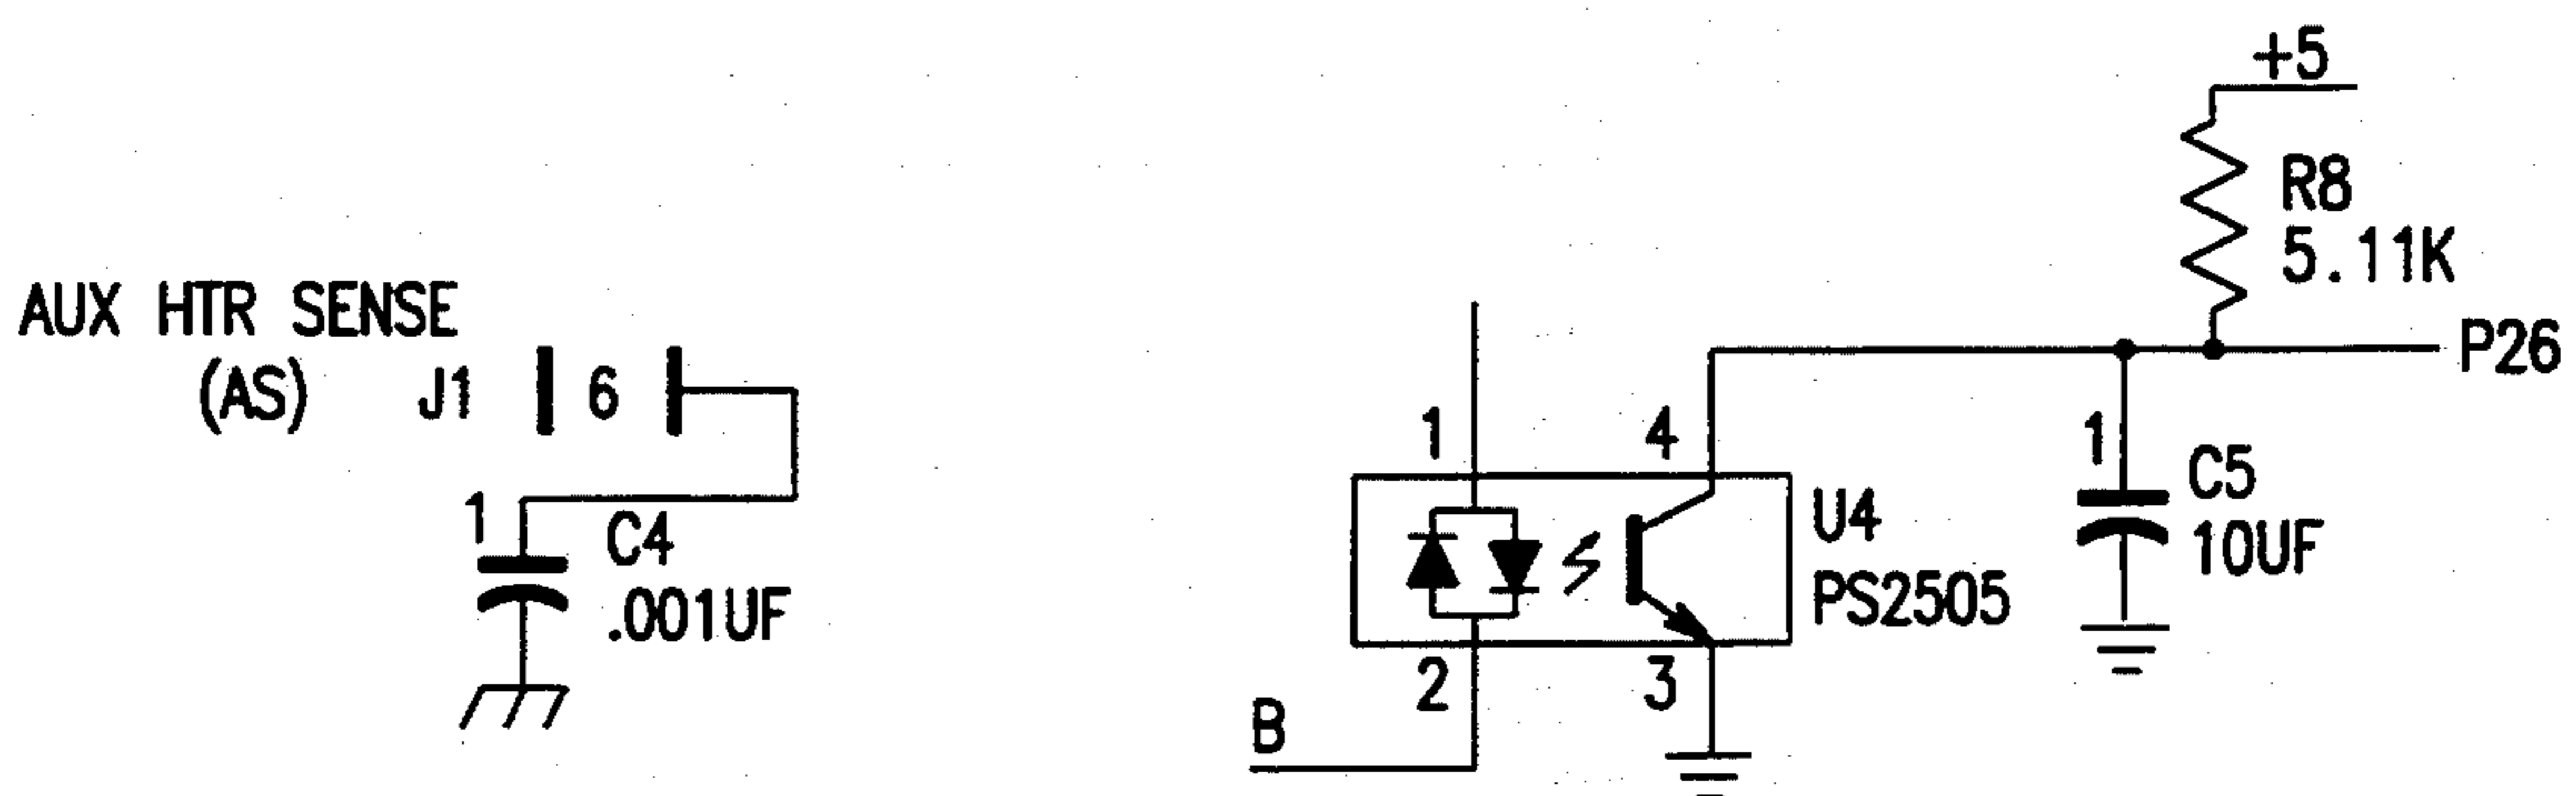 +5
R8
5.11K
P26
AUX HTR SENSE
(AS) J1 6
1
C4
.001UF
1
4
U4
PS2505
2
3
B
1
C5
10UF